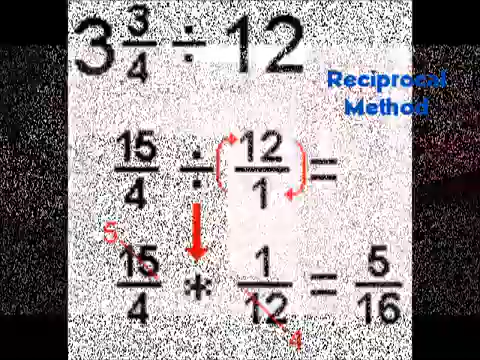 3 3/4 ÷ 12
Reciprocal
Method
15/4 ÷ 12/1 =
5
15/4 * 1/12 = 5/16
4